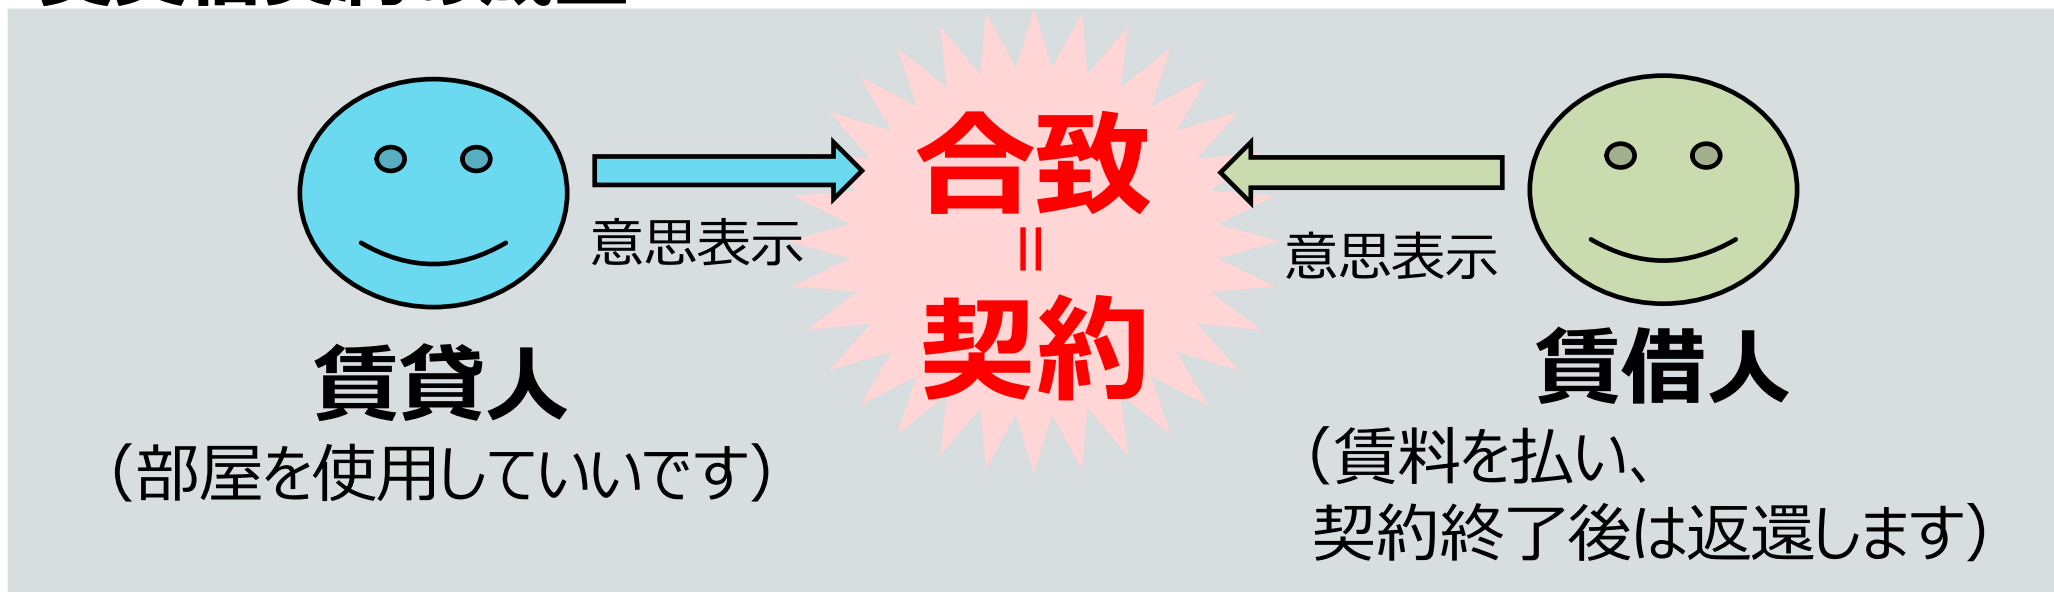 意思表示
合致
＝
契約
意思表示
賃貸人
（部屋を使用していいです）
賃借人
（賃料を払い、
契約終了後は返還します）